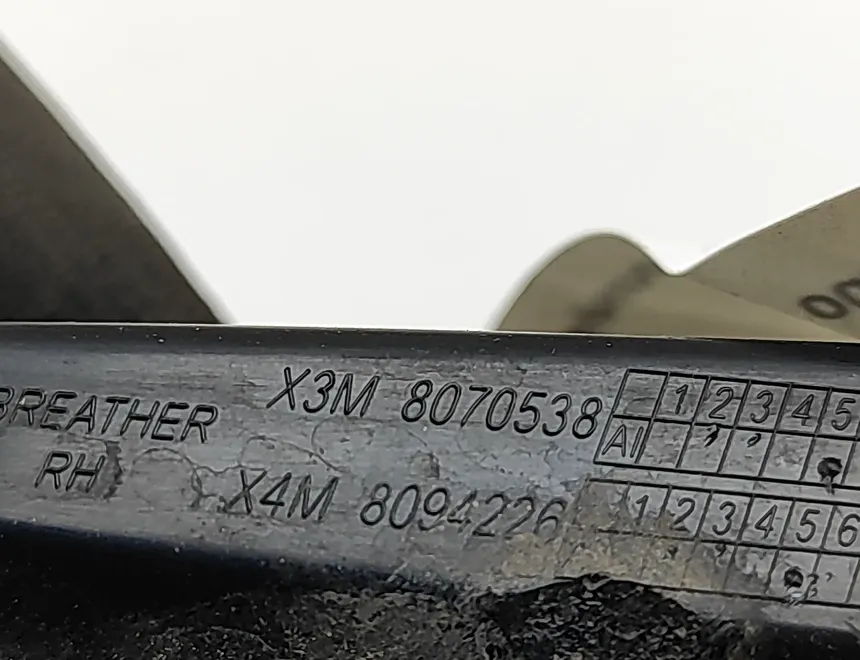 BREATHER X3M 8070538 1 2 3 4 5
AI
RH X4M 8094226 1 2 3 4 5 6